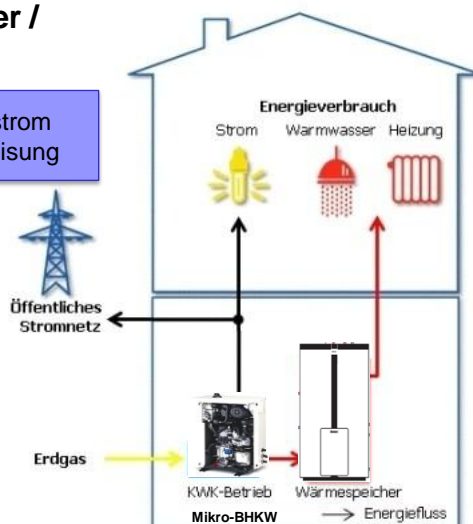 er /
strom
isung
Energieverbrauch
Strom Warmwasser Heizung
Öffentliches
Stromnetz
Erdgas
KWK-Betrieb Wärmespeicher
Mikro-BHKW
Energiefluss